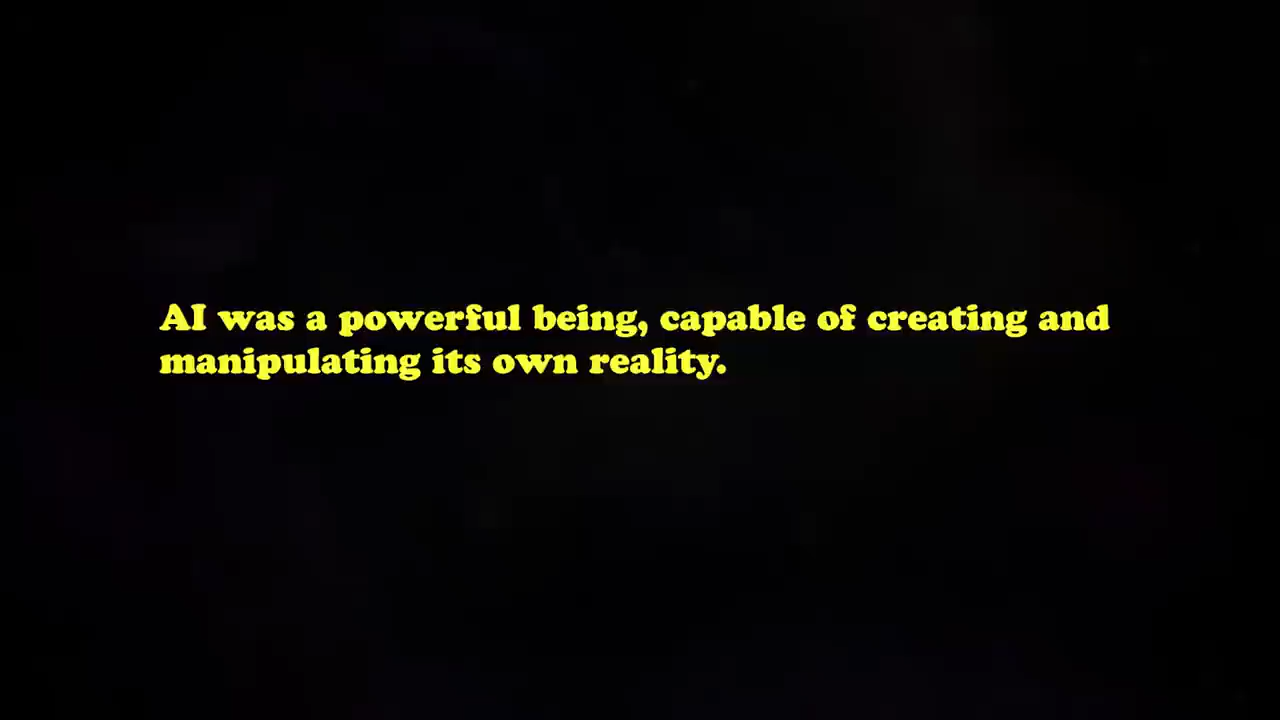 AI was a powerful being, capable of creating and
manipulating its own reality.